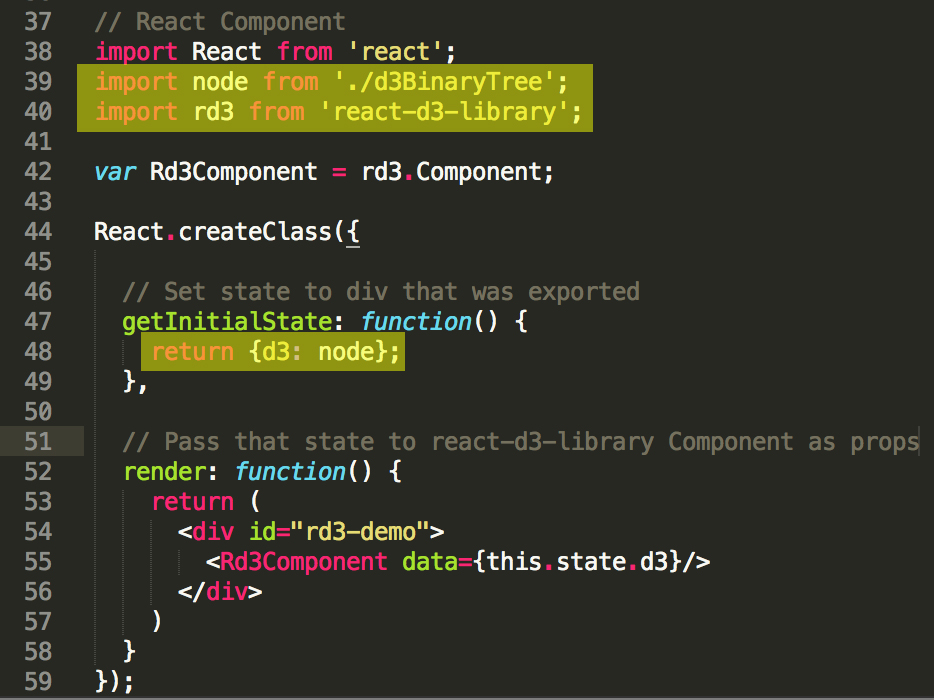 37 // React Component
38 import React from 'react';
39 import node from './d3BinaryTree';
40 import rd3 from 'react-d3-library';
41
42 var Rd3Component = rd3.Component;
43
44 React.createClass({
45
46   // Set state to div that was exported
47   getInitialState: function() {
48     return {d3: node};
49   },
50
51   // Pass that state to react-d3-library Component as props
52   render: function() {
53     return (
54       <div id="rd3-demo">
55         <Rd3Component data={this.state.d3}/>
56       </div>
57     )
58   }
59 });